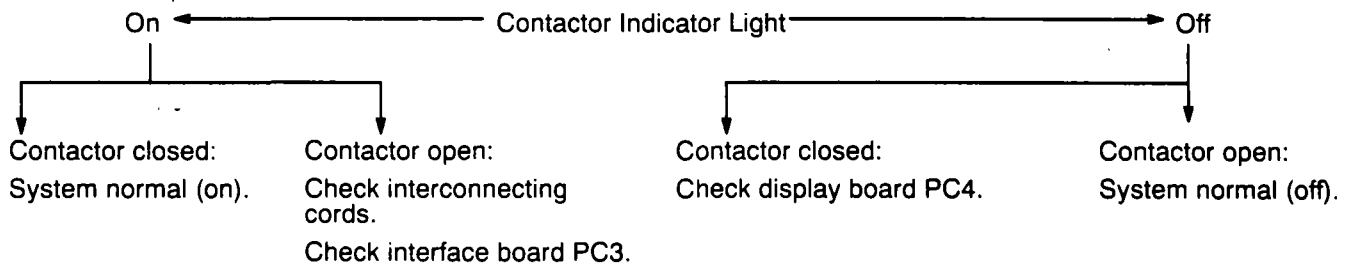 On Contactor Indicator Light Off
Contactor closed:
System normal (on).
Contactor open:
Check interconnecting
cords.
Check interface board PC3.
Contactor closed:
Check display board PC4.
Contactor open:
System normal (off).